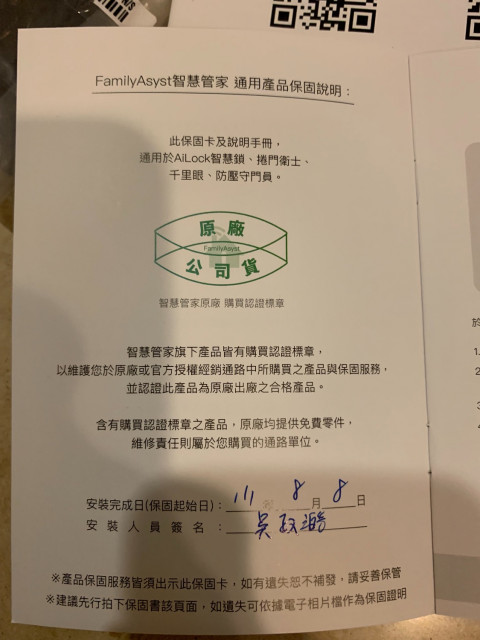 FamilyAsyst智慧管家 通用產品保固說明：
此保固卡及說明手冊，
通用於AiLock智慧鎖、捲門衛士、
千里眼、防壓守門員。
原廠
FamilyAsyst
公司貨
智慧管家原廠 購買認證標章
智慧管家旗下產品皆有購買認證標章，
以維護您於原廠或官方授權經銷通路中所購買之產品與保固服務，
並認證此產品為原廠出廠之合格產品。
含有購買認證標章之產品，原廠均提供免費零件，
維修責任則屬於您購買的通路單位。
安裝完成日(保固起始日)：111年8月8日
安裝人員簽名：吳政
※產品保固服務皆須出示此保固卡，如有遺失恕不補發，請妥善保管
※建議先行拍下保固書該頁面，如遺失可依據電子相片檔作為保固證明